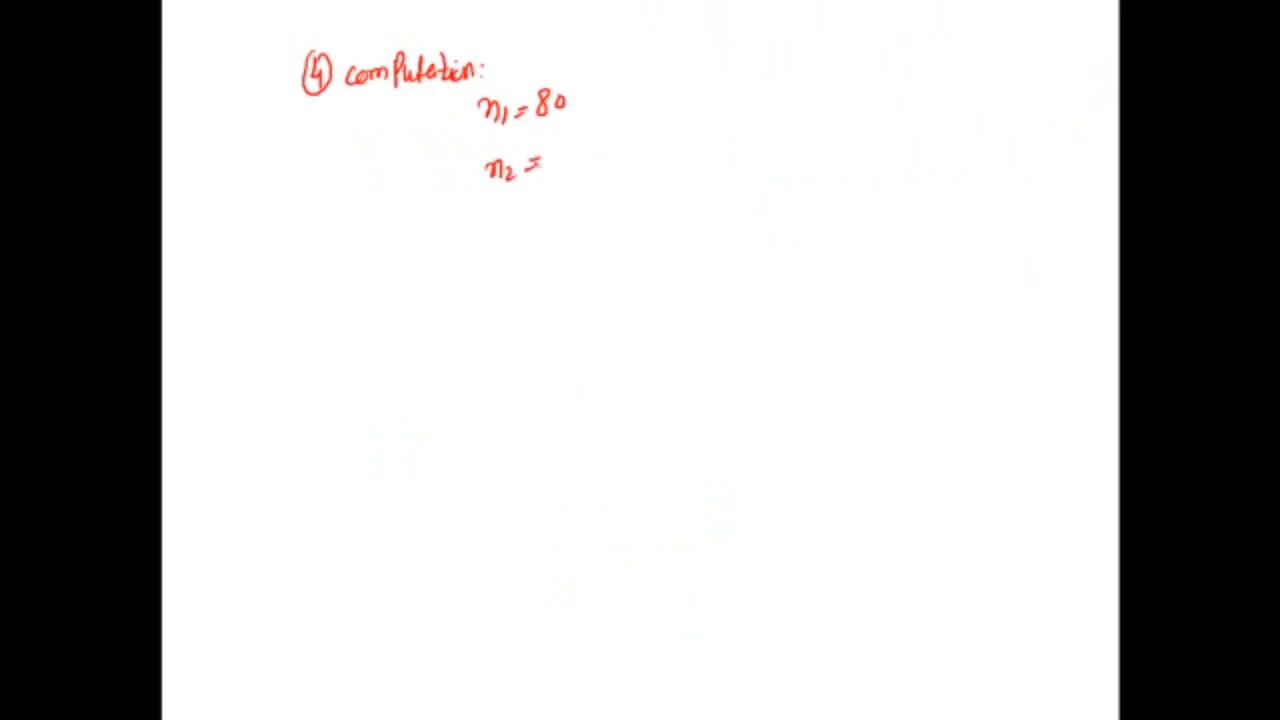 ④ computation:
n₁ = 80
n₂ =